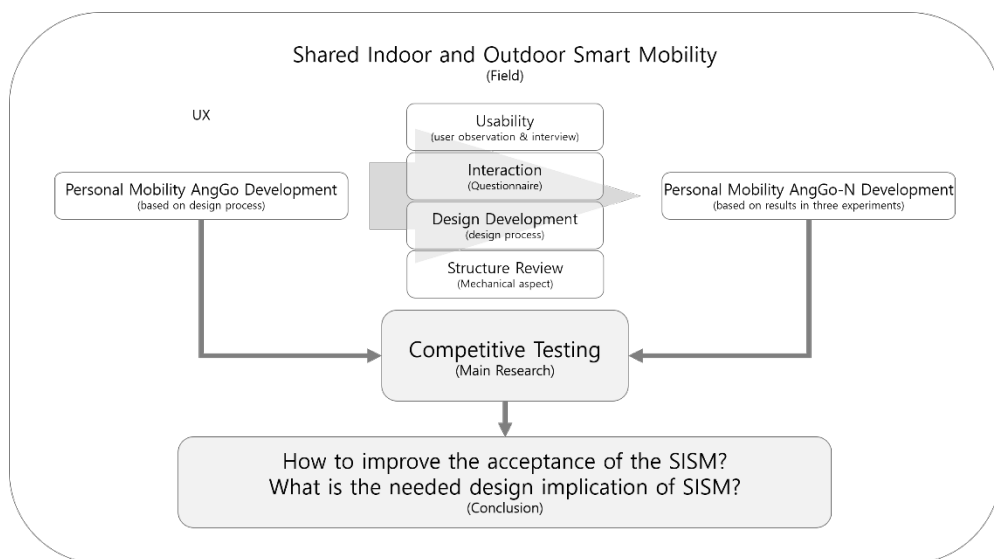 Shared Indoor and Outdoor Smart Mobility
(Field)
UX
Usability
(user observation & interview)
Interaction
(Questionnaire)
Personal Mobility AngGo Development
(based on design process)
Personal Mobility AngGo-N Development
(based on results in three experiments)
Design Development
(design process)
Structure Review
(Mechanical aspect)
Competitive Testing
(Main Research)
How to improve the acceptance of the SISM?
What is the needed design implication of SISM?
(Conclusion)